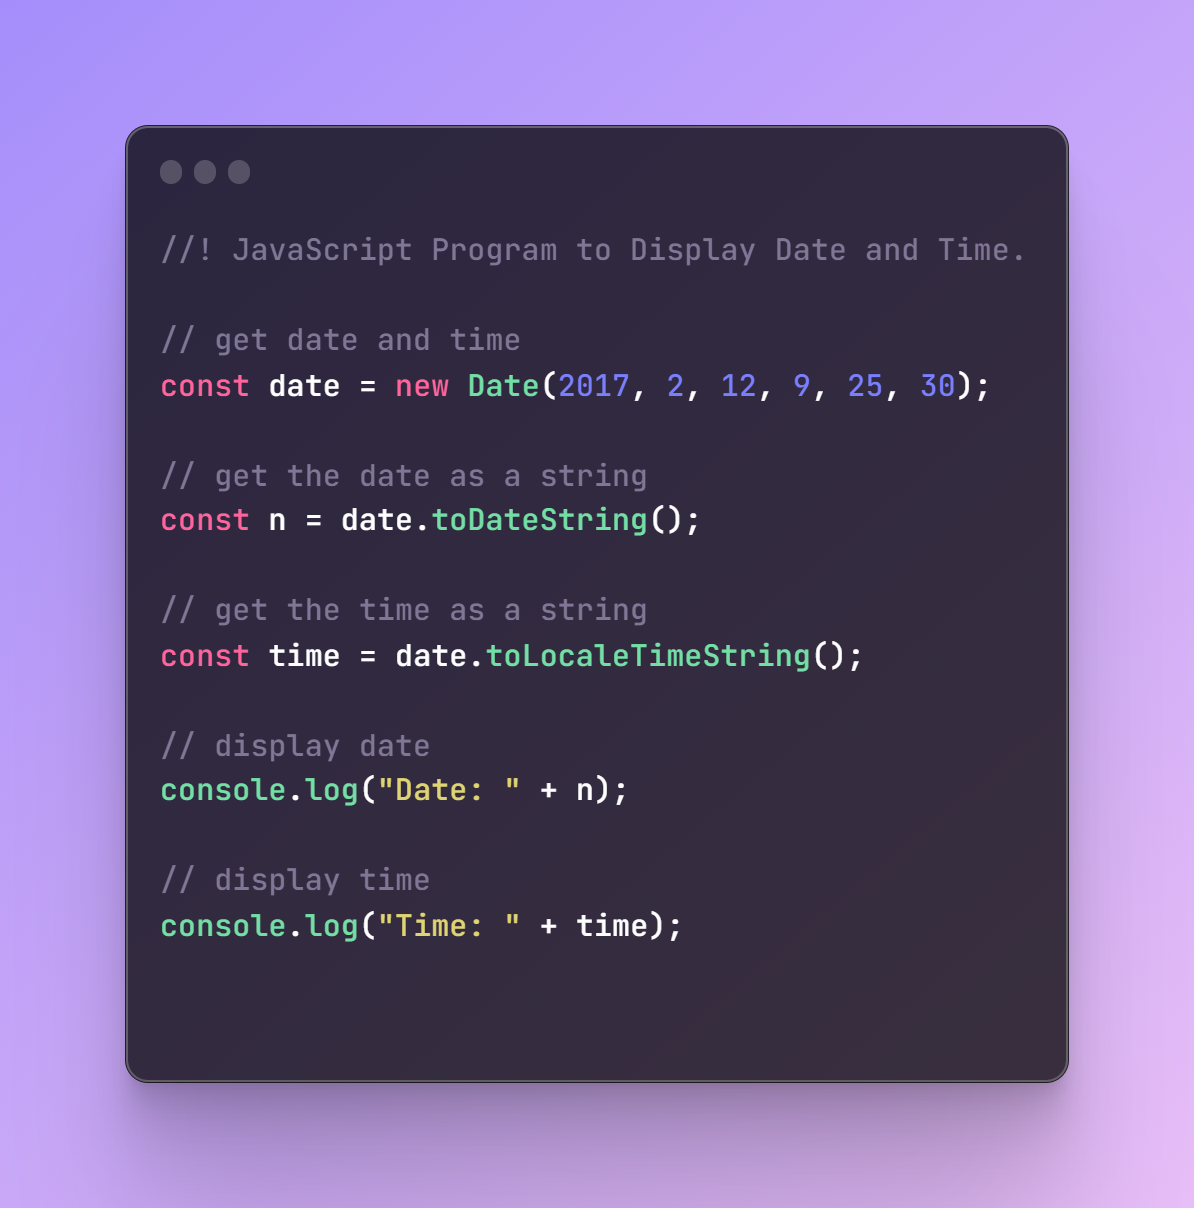 //! JavaScript Program to Display Date and Time.
// get date and time
const date = new Date(2017, 2, 12, 9, 25, 30);
// get the date as a string
const n = date.toDateString();
// get the time as a string
const time = date.toLocaleTimeString();
// display date
console.log("Date: " + n);
// display time
console.log("Time: " + time);